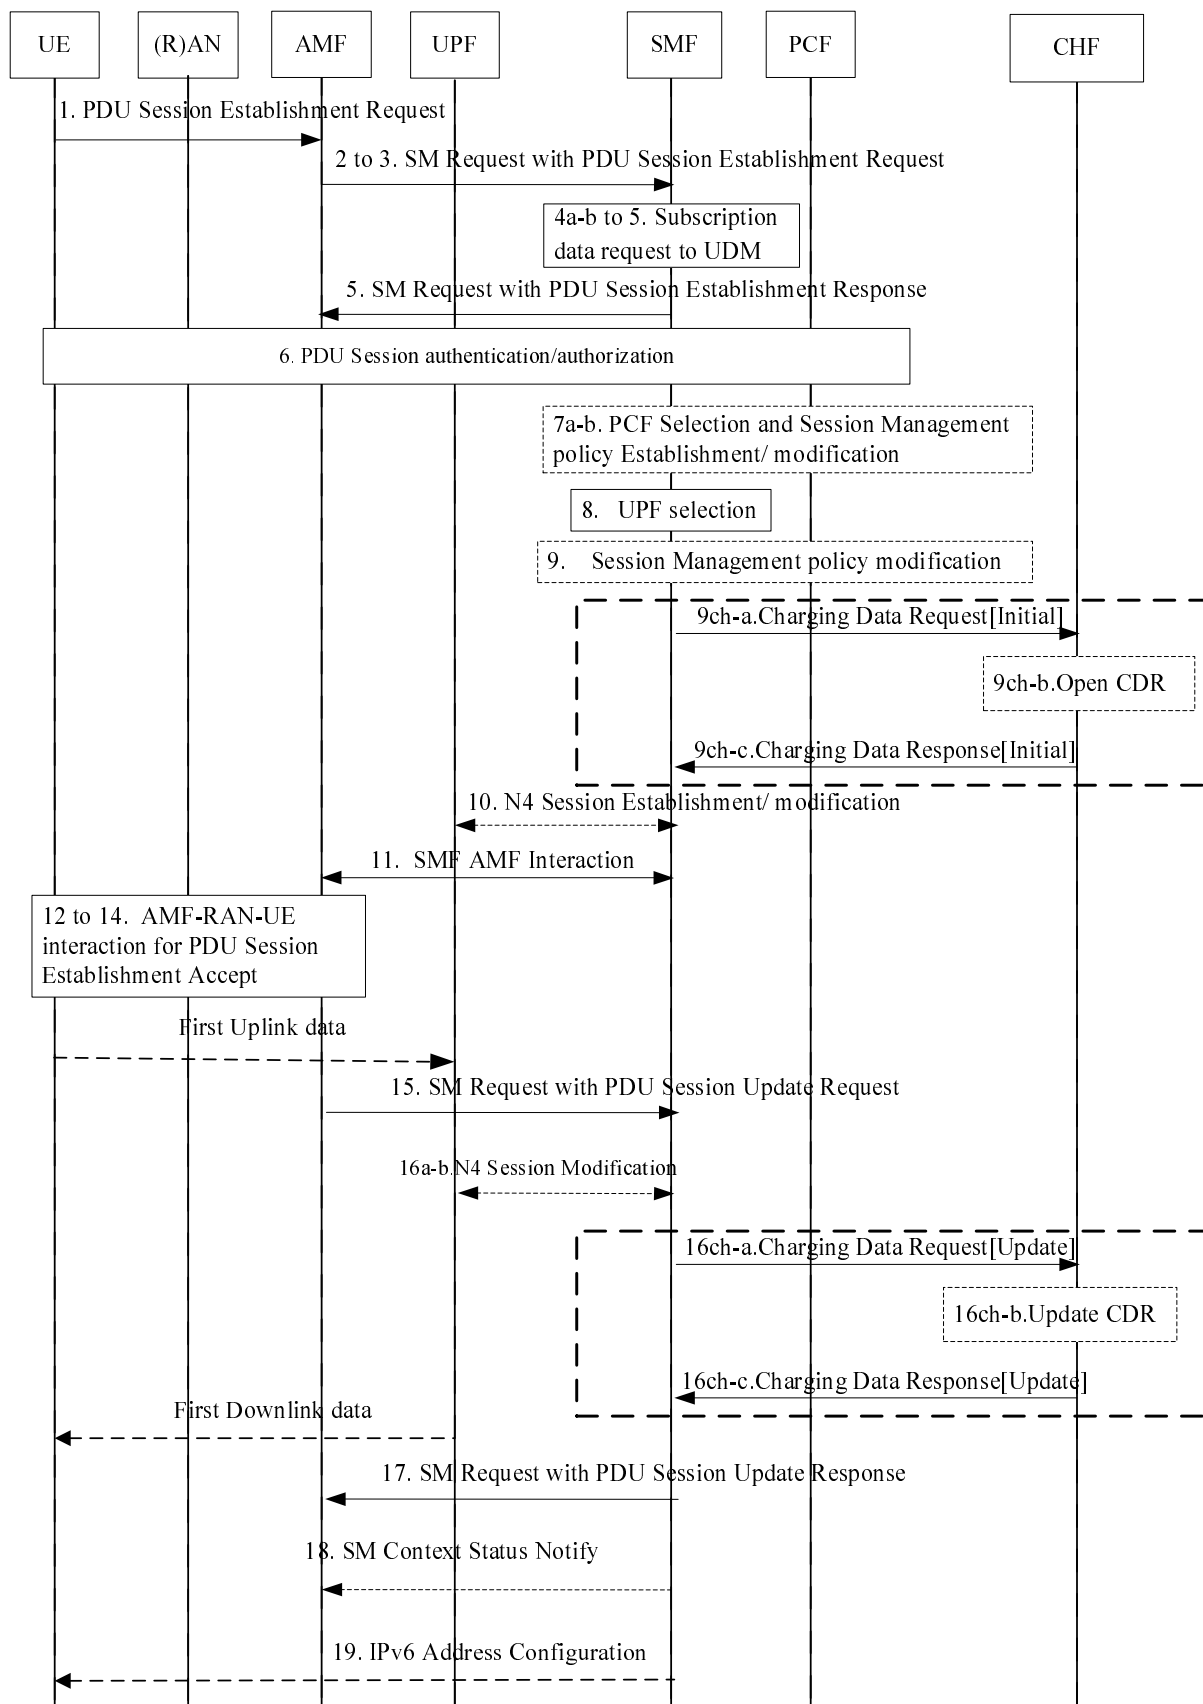 UE
(R)AN
AMF
UPF
SMF
PCF
CHF
1. PDU Session Establishment Request
2 to 3. SM Request with PDU Session Establishment Request
4a-b to 5. Subscription
data request to UDM
5. SM Request with PDU Session Establishment Response
6. PDU Session authentication/authorization
7a-b. PCF Selection and Session Management
policy Establishment/ modification
8. UPF selection
9. Session Management policy modification
9ch-a.Charging Data Request[Initial]
9ch-b.Open CDR
9ch-c.Charging Data Response[Initial]
10. N4 Session Establishment/ modification
11. SMF AMF Interaction
12 to 14. AMF-RAN-UE
interaction for PDU Session
Establishment Accept
First Uplink data
15. SM Request with PDU Session Update Request
16a-b.N4 Session Modification
16ch-a.Charging Data Request[Update]
16ch-b.Update CDR
16ch-c.Charging Data Response[Update]
First Downlink data
17. SM Request with PDU Session Update Response
18. SM Context Status Notify
19. IPv6 Address Configuration